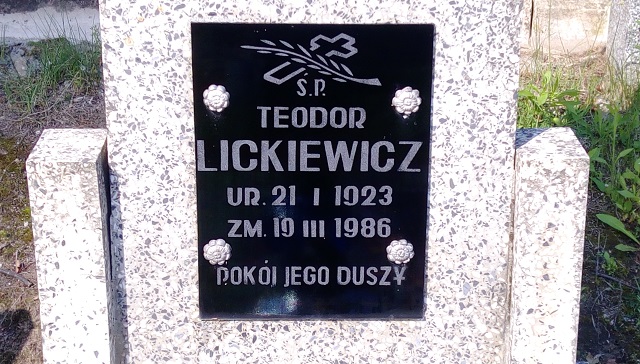 Ś.P.
TEODOR
LICKIEWICZ
UR. 21 I 1923
ZM. 19 III 1986
POKÓJ JEGO DUSZY